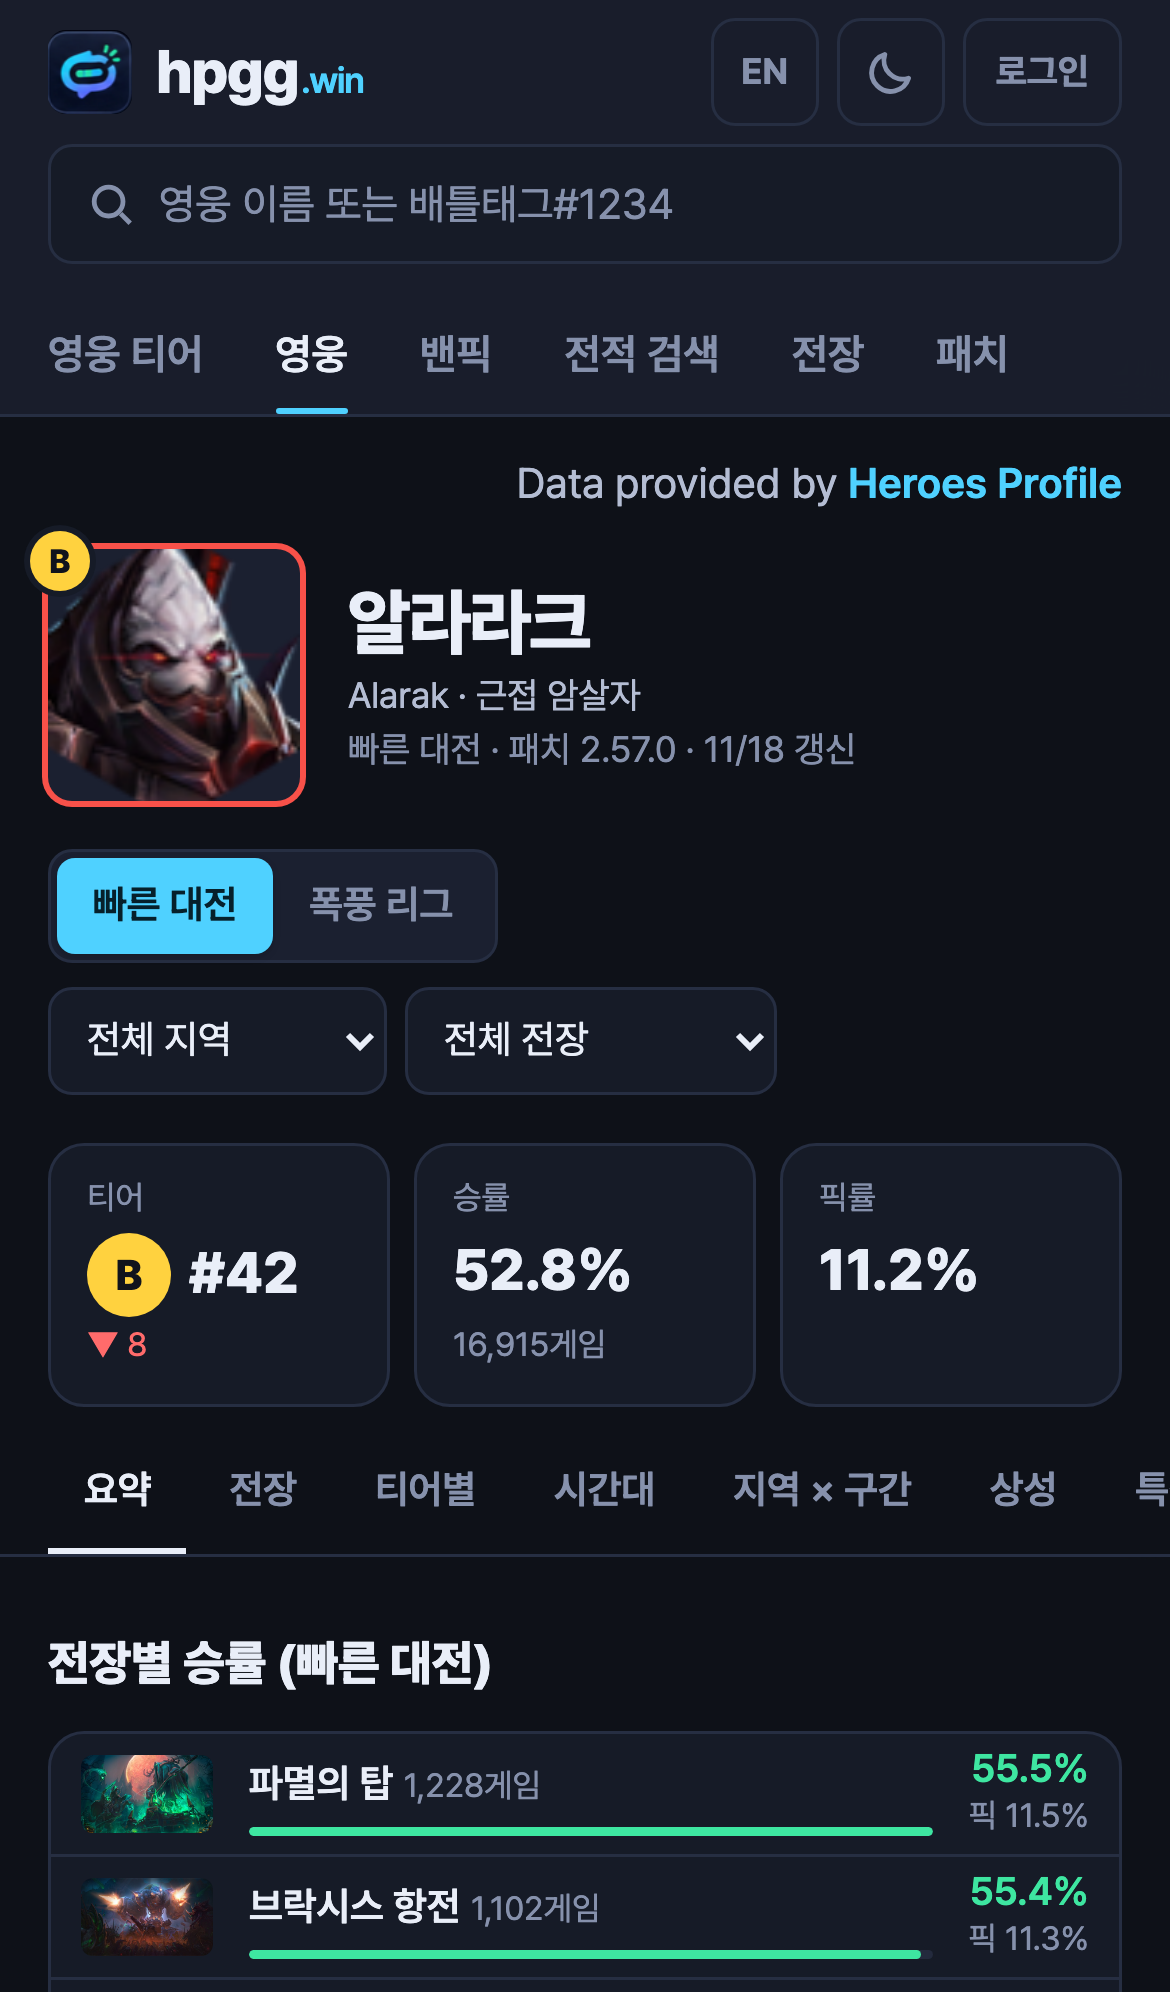 hpgg.win
EN
로그인
영웅 이름 또는 배틀태그#1234
영웅 티어 영웅 밴픽 전적 검색 전장 패치
Data provided by Heroes Profile
B
알라라크
Alarak · 근접 암살자
빠른 대전 · 패치 2.57.0 · 11/18 갱신
빠른 대전 폭풍 리그
전체 지역 전체 전장
티어
B #42
▼ 8
승률
52.8%
16,915게임
픽률
11.2%
요약 전장 티어별 시간대 지역 × 구간 상성 특
전장별 승률 (빠른 대전)
파멸의 탑 1,228게임
55.5%
픽 11.5%
브락시스 항전 1,102게임
55.4%
픽 11.3%